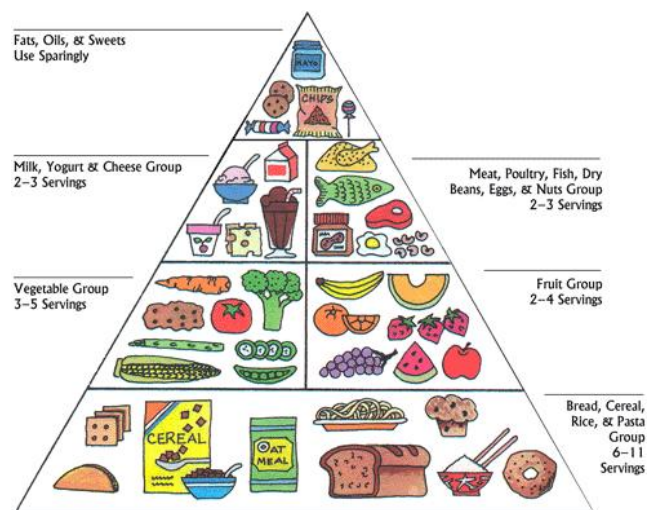 Fats, Oils, & Sweets
Use Sparingly
MAYO
CHIPS
Milk, Yogurt & Cheese Group
2–3 Servings
Meat, Poultry, Fish, Dry
Beans, Eggs, & Nuts Group
2–3 Servings
Vegetable Group
3–5 Servings
Fruit Group
2–4 Servings
CEREAL
OAT
MEAL
Bread, Cereal,
Rice, & Pasta
Group
6–11
Servings